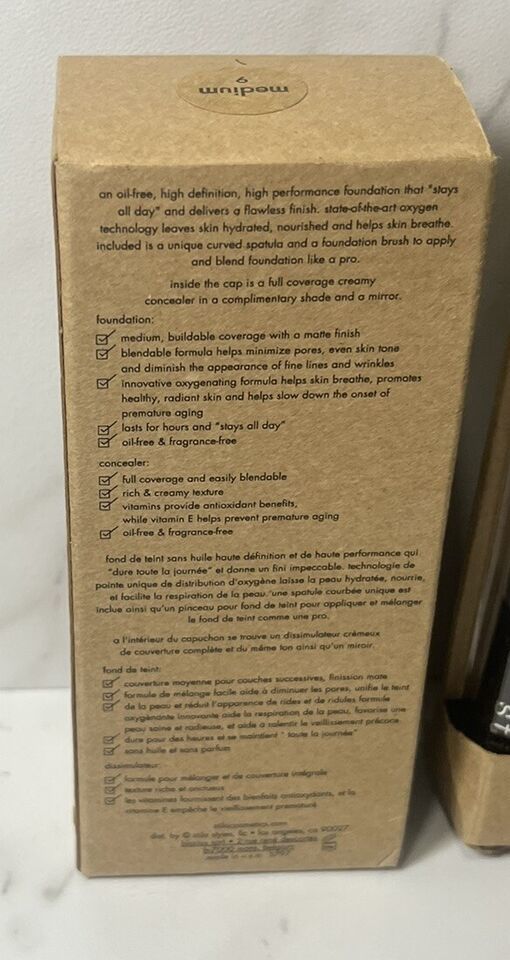 medium
9
an oil-free, high definition, high performance foundation that "stays
all day" and delivers a flawless finish. state-of-the-art oxygen
technology leaves skin hydrated, nourished and helps skin breathe.
included is a unique curved spatula and a foundation brush to apply
and blend foundation like a pro.
inside the cap is a full coverage creamy
concealer in a complimentary shade and a mirror.
foundation:
medium, buildable coverage with a matte finish
blendable formula helps minimize pores, even skin tone
and diminish the appearance of fine lines and wrinkles
innovative oxygenating formula helps skin breathe, promotes
healthy, radiant skin and helps slow down the onset of
premature aging
lasts for hours and "stays all day"
oil-free & fragrance-free
concealer:
full coverage and easily blendable
rich & creamy texture
vitamins provide antioxidant benefits,
while vitamin E helps prevent premature aging
oil-free & fragrance-free
fond de teint sans huile haute définition et de haute performance qui
"dure toute la journée" et donne un fini impeccable. technologie de
pointe unique de distribution d'oxygène laisse la peau hydratée, nourrie,
et facilite la respiration de la peau. une spatule courbée unique est
inclue ainsi qu'un pinceau pour fond de teint pour appliquer et mélanger
le fond de teint comme une pro.
a l'intérieur du capuchon se trouve un dissimulateur crémeux
de couverture complète et du même ton ainsi qu'un miroir.
fond de teint:
couverture moyenne pour couches successives, finission mate
formule de mélange facile aide à diminuer les pores, unifie le teint
de la peau et réduit l'apparence de rides et de ridules formule
oxygénante innovante aide la respiration de la peau, favorise une
peau saine et radieuse, et aide à ralentir le vieillissement précoce
dure pour des heures et se maintient " toute la journée"
sans huile et sans parfum
dissimulateur:
formule pour mélanger et de couverture intégrale
texture riche et onctueux
les vitamines fournissent des bienfaits antioxydants, et la
vitamine E empêche le vieillissement prematuré
stilacosmetics.com
dist. by © stila styles, llc • los angeles, ca 90027
2 rue rené descartes
b-7000 mons, belgium
made in u.s.a.